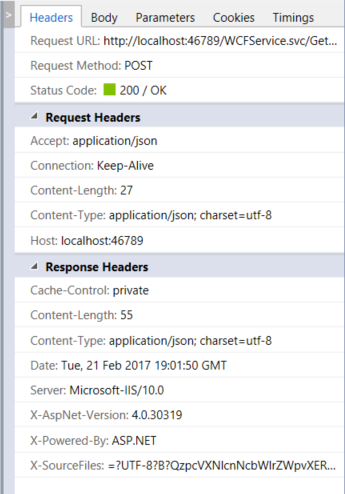 > Headers Body Parameters Cookies Timings
Request URL: http://localhost:46789/WCFService.svc/Get...
Request Method: POST
Status Code: 200 / OK
Request Headers
Accept: application/json
Connection: Keep-Alive
Content-Length: 27
Content-Type: application/json; charset=utf-8
Host: localhost:46789
Response Headers
Cache-Control: private
Content-Length: 55
Content-Type: application/json; charset=utf-8
Date: Tue, 21 Feb 2017 19:01:50 GMT
Server: Microsoft-IIS/10.0
X-AspNet-Version: 4.0.30319
X-Powered-By: ASP.NET
X-SourceFiles: =?UTF-8?B?QzpcVXNlcnNcbWlrZWpvXER...